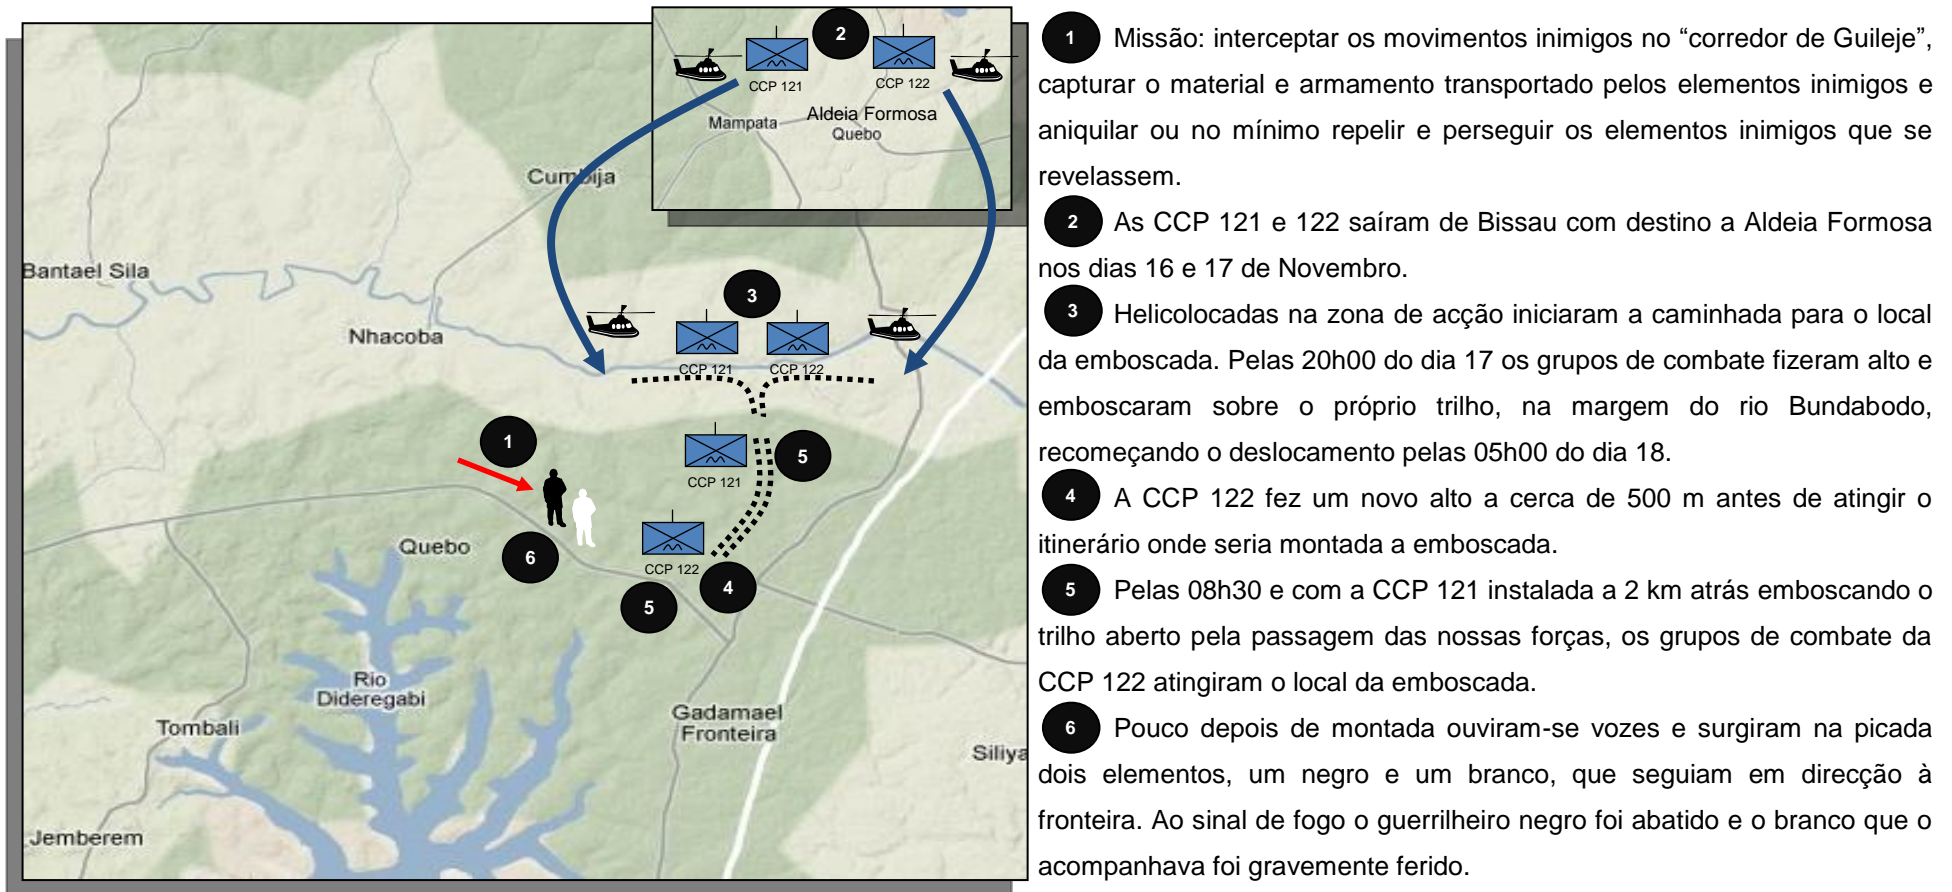 2
CCP 121
CCP 122
Aldeia Formosa
Mampata
Quebo
Cumbija
Bantael Sila
3
Nhacoba
CCP 121
CCP 122
1
5
CCP 121
Quebo
6
CCP 122
4
5
Rio
Dideregabi
Tombali
Gadamael
Fronteira
Siliya
Jemberem
1 Missão: interceptar os movimentos inimigos no “corredor de Guileje”,
capturar o material e armamento transportado pelos elementos inimigos e
aniquilar ou no mínimo repelir e perseguir os elementos inimigos que se
revelassem.
2 As CCP 121 e 122 saíram de Bissau com destino a Aldeia Formosa
nos dias 16 e 17 de Novembro.
3 Helicolocadas na zona de acção iniciaram a caminhada para o local
da emboscada. Pelas 20h00 do dia 17 os grupos de combate fizeram alto e
emboscaram sobre o próprio trilho, na margem do rio Bundabodo,
recomeçando o deslocamento pelas 05h00 do dia 18.
4 A CCP 122 fez um novo alto a cerca de 500 m antes de atingir o
itinerário onde seria montada a emboscada.
5 Pelas 08h30 e com a CCP 121 instalada a 2 km atrás emboscando o
trilho aberto pela passagem das nossas forças, os grupos de combate da
CCP 122 atingiram o local da emboscada.
6 Pouco depois de montada ouviram-se vozes e surgiram na picada
dois elementos, um negro e um branco, que seguiam em direcção à
fronteira. Ao sinal de fogo o guerrilheiro negro foi abatido e o branco que o
acompanhava foi gravemente ferido.